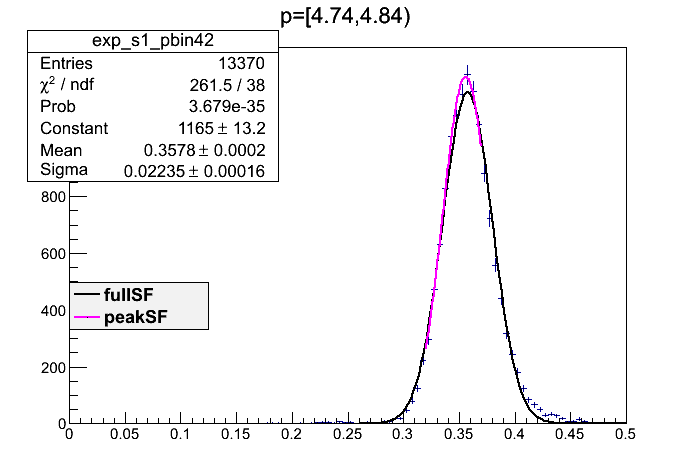 p=[4.74,4.84)
exp_s1_pbin42
Entries 13370
χ² / ndf 261.5 / 38
Prob 3.679e-35
Constant 1165 ± 13.2
Mean 0.3578 ± 0.0002
Sigma 0.02235 ± 0.00016
800
600
400
200
0
fullSF
peakSF
0 0.05 0.1 0.15 0.2 0.25 0.3 0.35 0.4 0.45 0.5